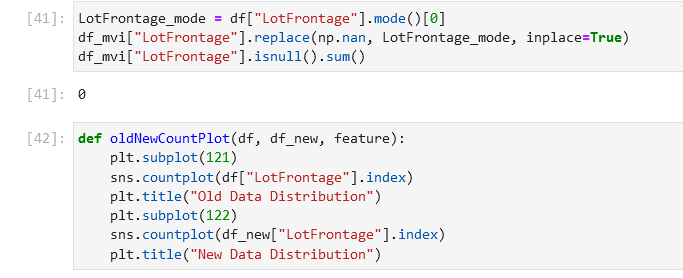 [41]: LotFrontage_mode = df["LotFrontage"].mode()[0]
df_mvi["LotFrontage"].replace(np.nan, LotFrontage_mode, inplace=True)
df_mvi["LotFrontage"].isnull().sum()
[41]: 0
[42]: def oldNewCountPlot(df, df_new, feature):
    plt.subplot(121)
    sns.countplot(df["LotFrontage"].index)
    plt.title("Old Data Distribution")
    plt.subplot(122)
    sns.countplot(df_new["LotFrontage"].index)
    plt.title("New Data Distribution")